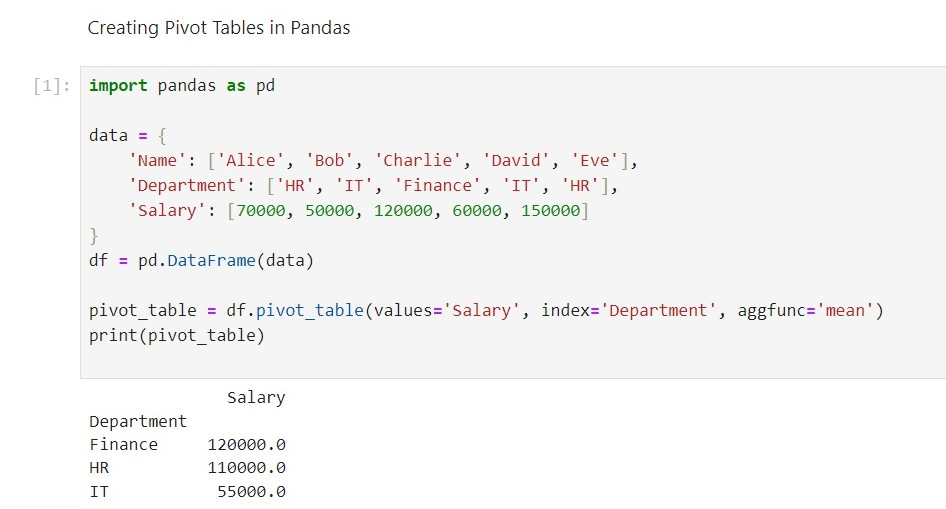 Creating Pivot Tables in Pandas
[1]: import pandas as pd
data = {
    'Name': ['Alice', 'Bob', 'Charlie', 'David', 'Eve'],
    'Department': ['HR', 'IT', 'Finance', 'IT', 'HR'],
    'Salary': [70000, 50000, 120000, 60000, 150000]
}
df = pd.DataFrame(data)
pivot_table = df.pivot_table(values='Salary', index='Department', aggfunc='mean')
print(pivot_table)
              Salary
Department
Finance     120000.0
HR          110000.0
IT           55000.0